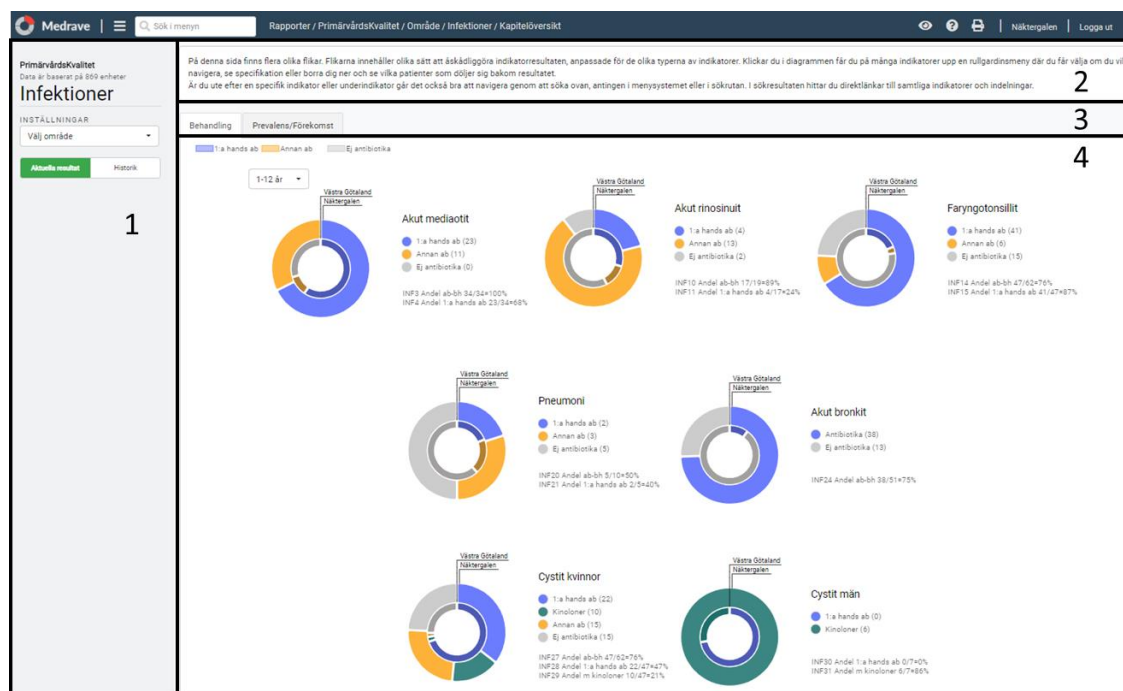 Medrave
Sök i menyn
Rapporter / PrimärvårdsKvalitet / Område / Infektioner / Kapitelöversikt
Näktergalen
Logga ut
PrimärvårdsKvalitet
Data är baserat på 869 enheter
Infektioner
INSTÄLLNINGAR
Välj område
Aktuella resultat
Historik
1
På denna sida finns flera olika flikar. Flikarna innehåller olika sätt att åskådliggöra indikatorresultaten, anpassade för de olika typerna av indikatorer. Klickar du i diagrammen får du på många indikatorer upp en rullgardinsmeny där du får välja om du vil
navigera, se specifikation eller borra dig ner och se vilka patienter som döljer sig bakom resultatet.
Är du ute efter en specifik indikator eller underindikator går det också bra att navigera genom att söka ovan, antingen i menysystemet eller i sökrutan. I sökresultaten hittar du direktlänkar till samtliga indikatorer och indelningar.
2
Behandling
Prevalens/Förekomst
3
1:a hands ab
Annan ab
Ej antibiotika
4
1-12 år
Västra Götaland
Näktergalen
Akut mediaotit
1:a hands ab (23)
Annan ab (11)
Ej antibiotika (0)
INF3 Andel ab-bh 34/34=100%
INF4 Andel 1:a hands ab 23/34=68%
Västra Götaland
Näktergalen
Akut rinosinuit
1:a hands ab (4)
Annan ab (13)
Ej antibiotika (2)
INF10 Andel ab-bh 17/19=89%
INF11 Andel 1:a hands ab 4/17=24%
Västra Götaland
Näktergalen
Faryngotonsillit
1:a hands ab (41)
Annan ab (6)
Ej antibiotika (15)
INF14 Andel ab-bh 47/62=76%
INF15 Andel 1:a hands ab 41/47=87%
Västra Götaland
Näktergalen
Pneumoni
1:a hands ab (2)
Annan ab (3)
Ej antibiotika (5)
INF20 Andel ab-bh 5/10=50%
INF21 Andel 1:a hands ab 2/5=40%
Västra Götaland
Näktergalen
Akut bronkit
Antibiotika (38)
Ej antibiotika (13)
INF24 Andel ab-bh 38/51=75%
Västra Götaland
Näktergalen
Cystit kvinnor
1:a hands ab (22)
Kinoloner (10)
Annan ab (15)
Ej antibiotika (15)
INF27 Andel ab-bh 47/62=76%
INF28 Andel 1:a hands ab 22/47=47%
INF29 Andel m kinoloner 10/47=21%
Västra Götaland
Näktergalen
Cystit män
1:a hands ab (0)
Kinoloner (6)
INF30 Andel 1:a hands ab 0/7=0%
INF31 Andel m kinoloner 6/7=86%